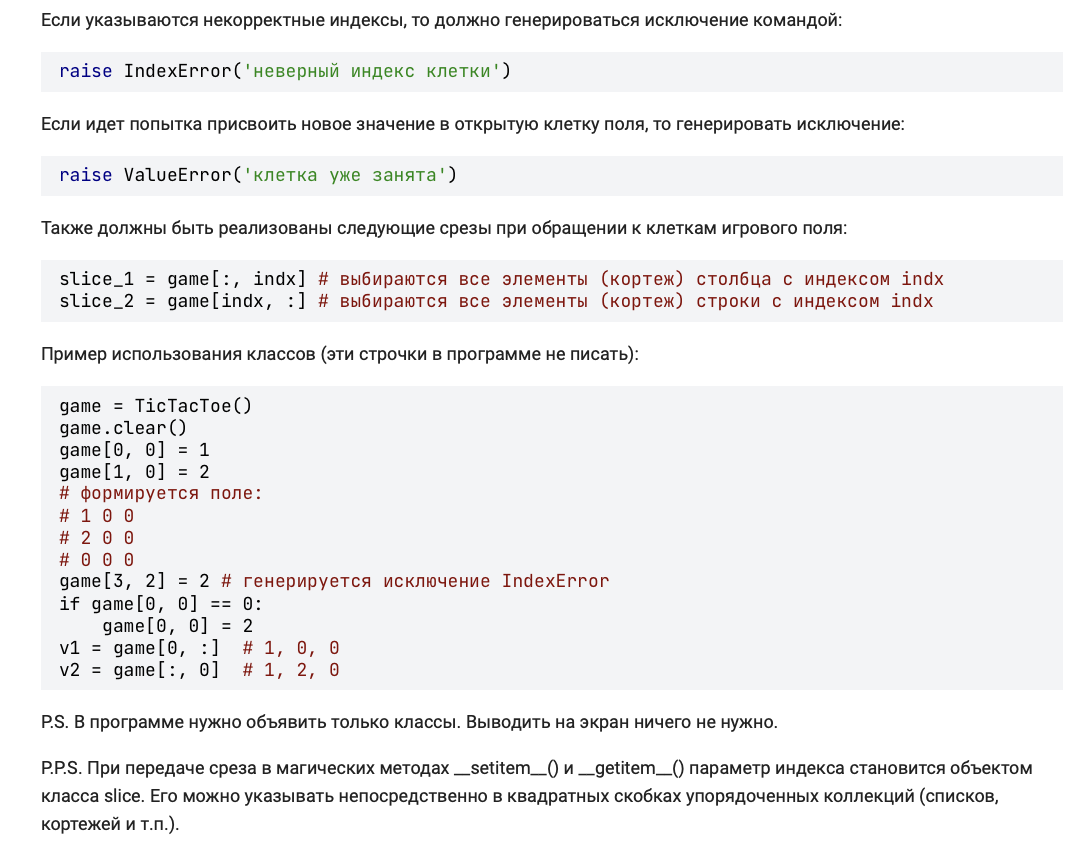 Если указываются некорректные индексы, то должно генерироваться исключение командой:
raise IndexError('неверный индекс клетки')
Если идет попытка присвоить новое значение в открытую клетку поля, то генерировать исключение:
raise ValueError('клетка уже занята')
Также должны быть реализованы следующие срезы при обращении к клеткам игрового поля:
slice_1 = game[:, indx] # выбираются все элементы (кортеж) столбца с индексом indx
slice_2 = game[indx, :] # выбираются все элементы (кортеж) строки с индексом indx
Пример использования классов (эти строчки в программе не писать):
game = TicTacToe()
game.clear()
game[0, 0] = 1
game[1, 0] = 2
# формируется поле:
# 1 0 0
# 2 0 0
# 0 0 0
game[3, 2] = 2 # генерируется исключение IndexError
if game[0, 0] == 0:
    game[0, 0] = 2
v1 = game[0, :]  # 1, 0, 0
v2 = game[:, 0]  # 1, 2, 0
P.S. В программе нужно объявить только классы. Выводить на экран ничего не нужно.
P.P.S. При передаче среза в магических методах __setitem__() и __getitem__() параметр индекса становится объектом
класса slice. Его можно указывать непосредственно в квадратных скобках упорядоченных коллекций (списков,
кортежей и т.п.).